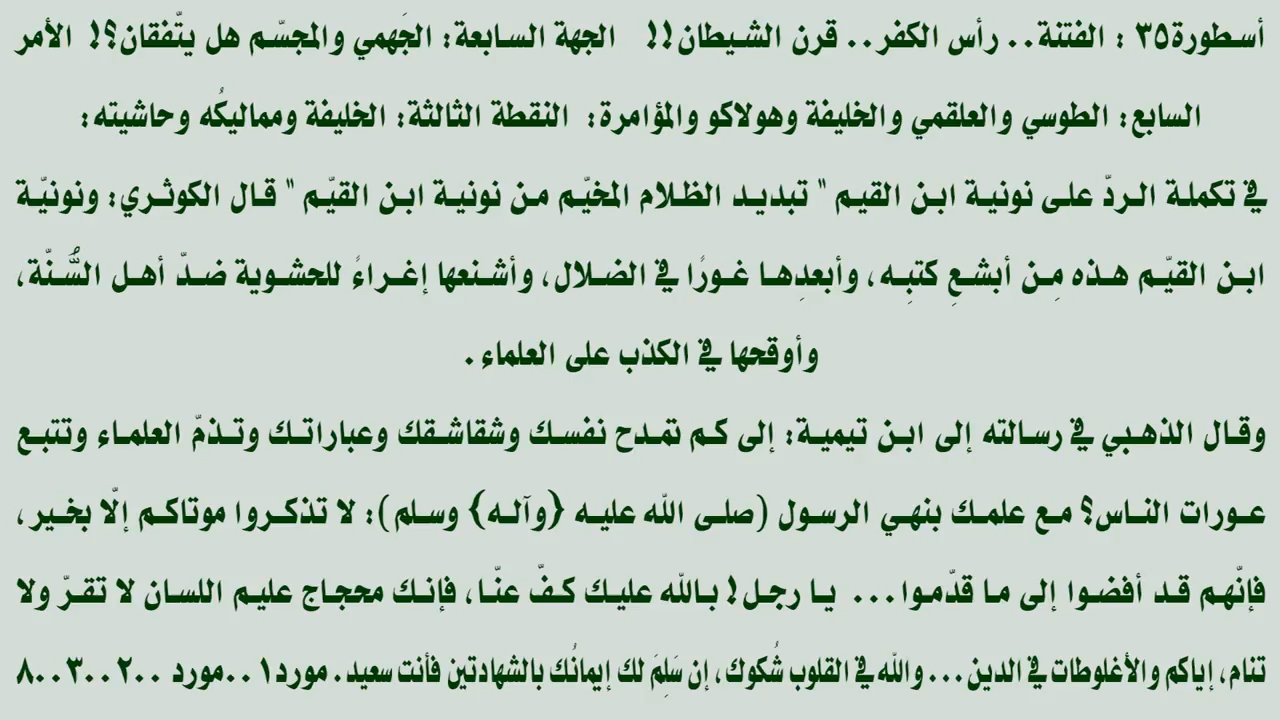 أسطورة٣٥ : الفتنة.. رأس الكفر.. قرن الشيطان!! الجهة السابعة: الجَهمي والمجسّم هل يتّفقان؟! الأمر
السابع: الطوسي والعلقمي والخليفة وهولاكو والمؤامرة: النقطة الثالثة: الخليفة ومماليكُه وحاشيته:
في تكملة الردّ على نونية ابن القيم " تبديد الظلام المخيّم من نونية ابن القيّم " قال الكوثري: ونونيّة
ابن القيّم هذه مِن أبشعِ كتبِه، وأبعدِها غورًا في الضلال، وأشنعها إغراءً للحشوية ضدّ أهل السُّنّة،
وأوقحها في الكذب على العلماء .
وقال الذهبي في رسالته إلى ابن تيمية: إلى كم تمدح نفسك وشقاشقك وعباراتك وتذمّ العلماء وتتبع
عورات الناس؟ مع علمك بنهي الرسول (صلى الله عليه {وآله} وسلم): لا تذكروا موتاكم إلّا بخير،
فإنّهم قد أفضوا إلى ما قدّموا... يا رجل! بالله عليك كفّ عنّا، فإنك محجاج عليم اللسان لا تقرّ ولا
تنام، إياكم والأغلوطات في الدين... والله في القلوب شُكوك، إن سَلِمَ لك إيمانُك بالشهادتين فأنت سعيد. مورد١..مورد ٢٠٠..٣٠..٨